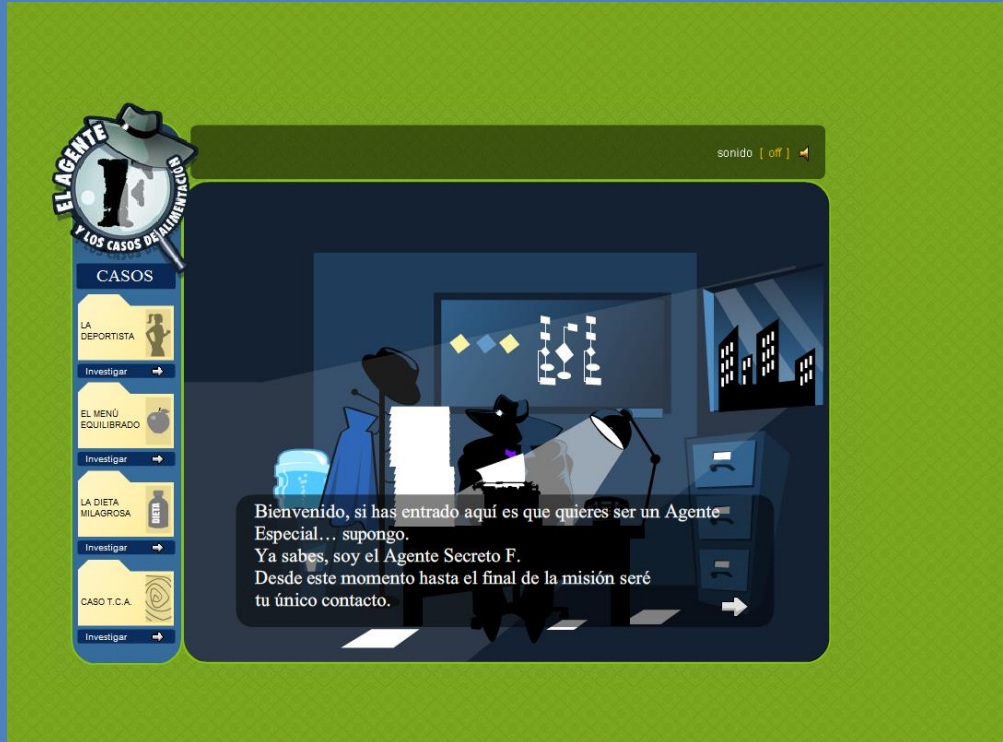 EL AGENTE
F
Y LOS CASOS DE ALIMENTACION
sonido [ off ]
CASOS
LA
DEPORTISTA
Investigar
EL MENÚ
EQUILIBRADO
Investigar
LA DIETA
MILAGROSA
DIETA
Investigar
CASO T.C.A.
Investigar
Bienvenido, si has entrado aquí es que quieres ser un Agente
Especial… supongo.
Ya sabes, soy el Agente Secreto F.
Desde este momento hasta el final de la misión seré
tu único contacto.